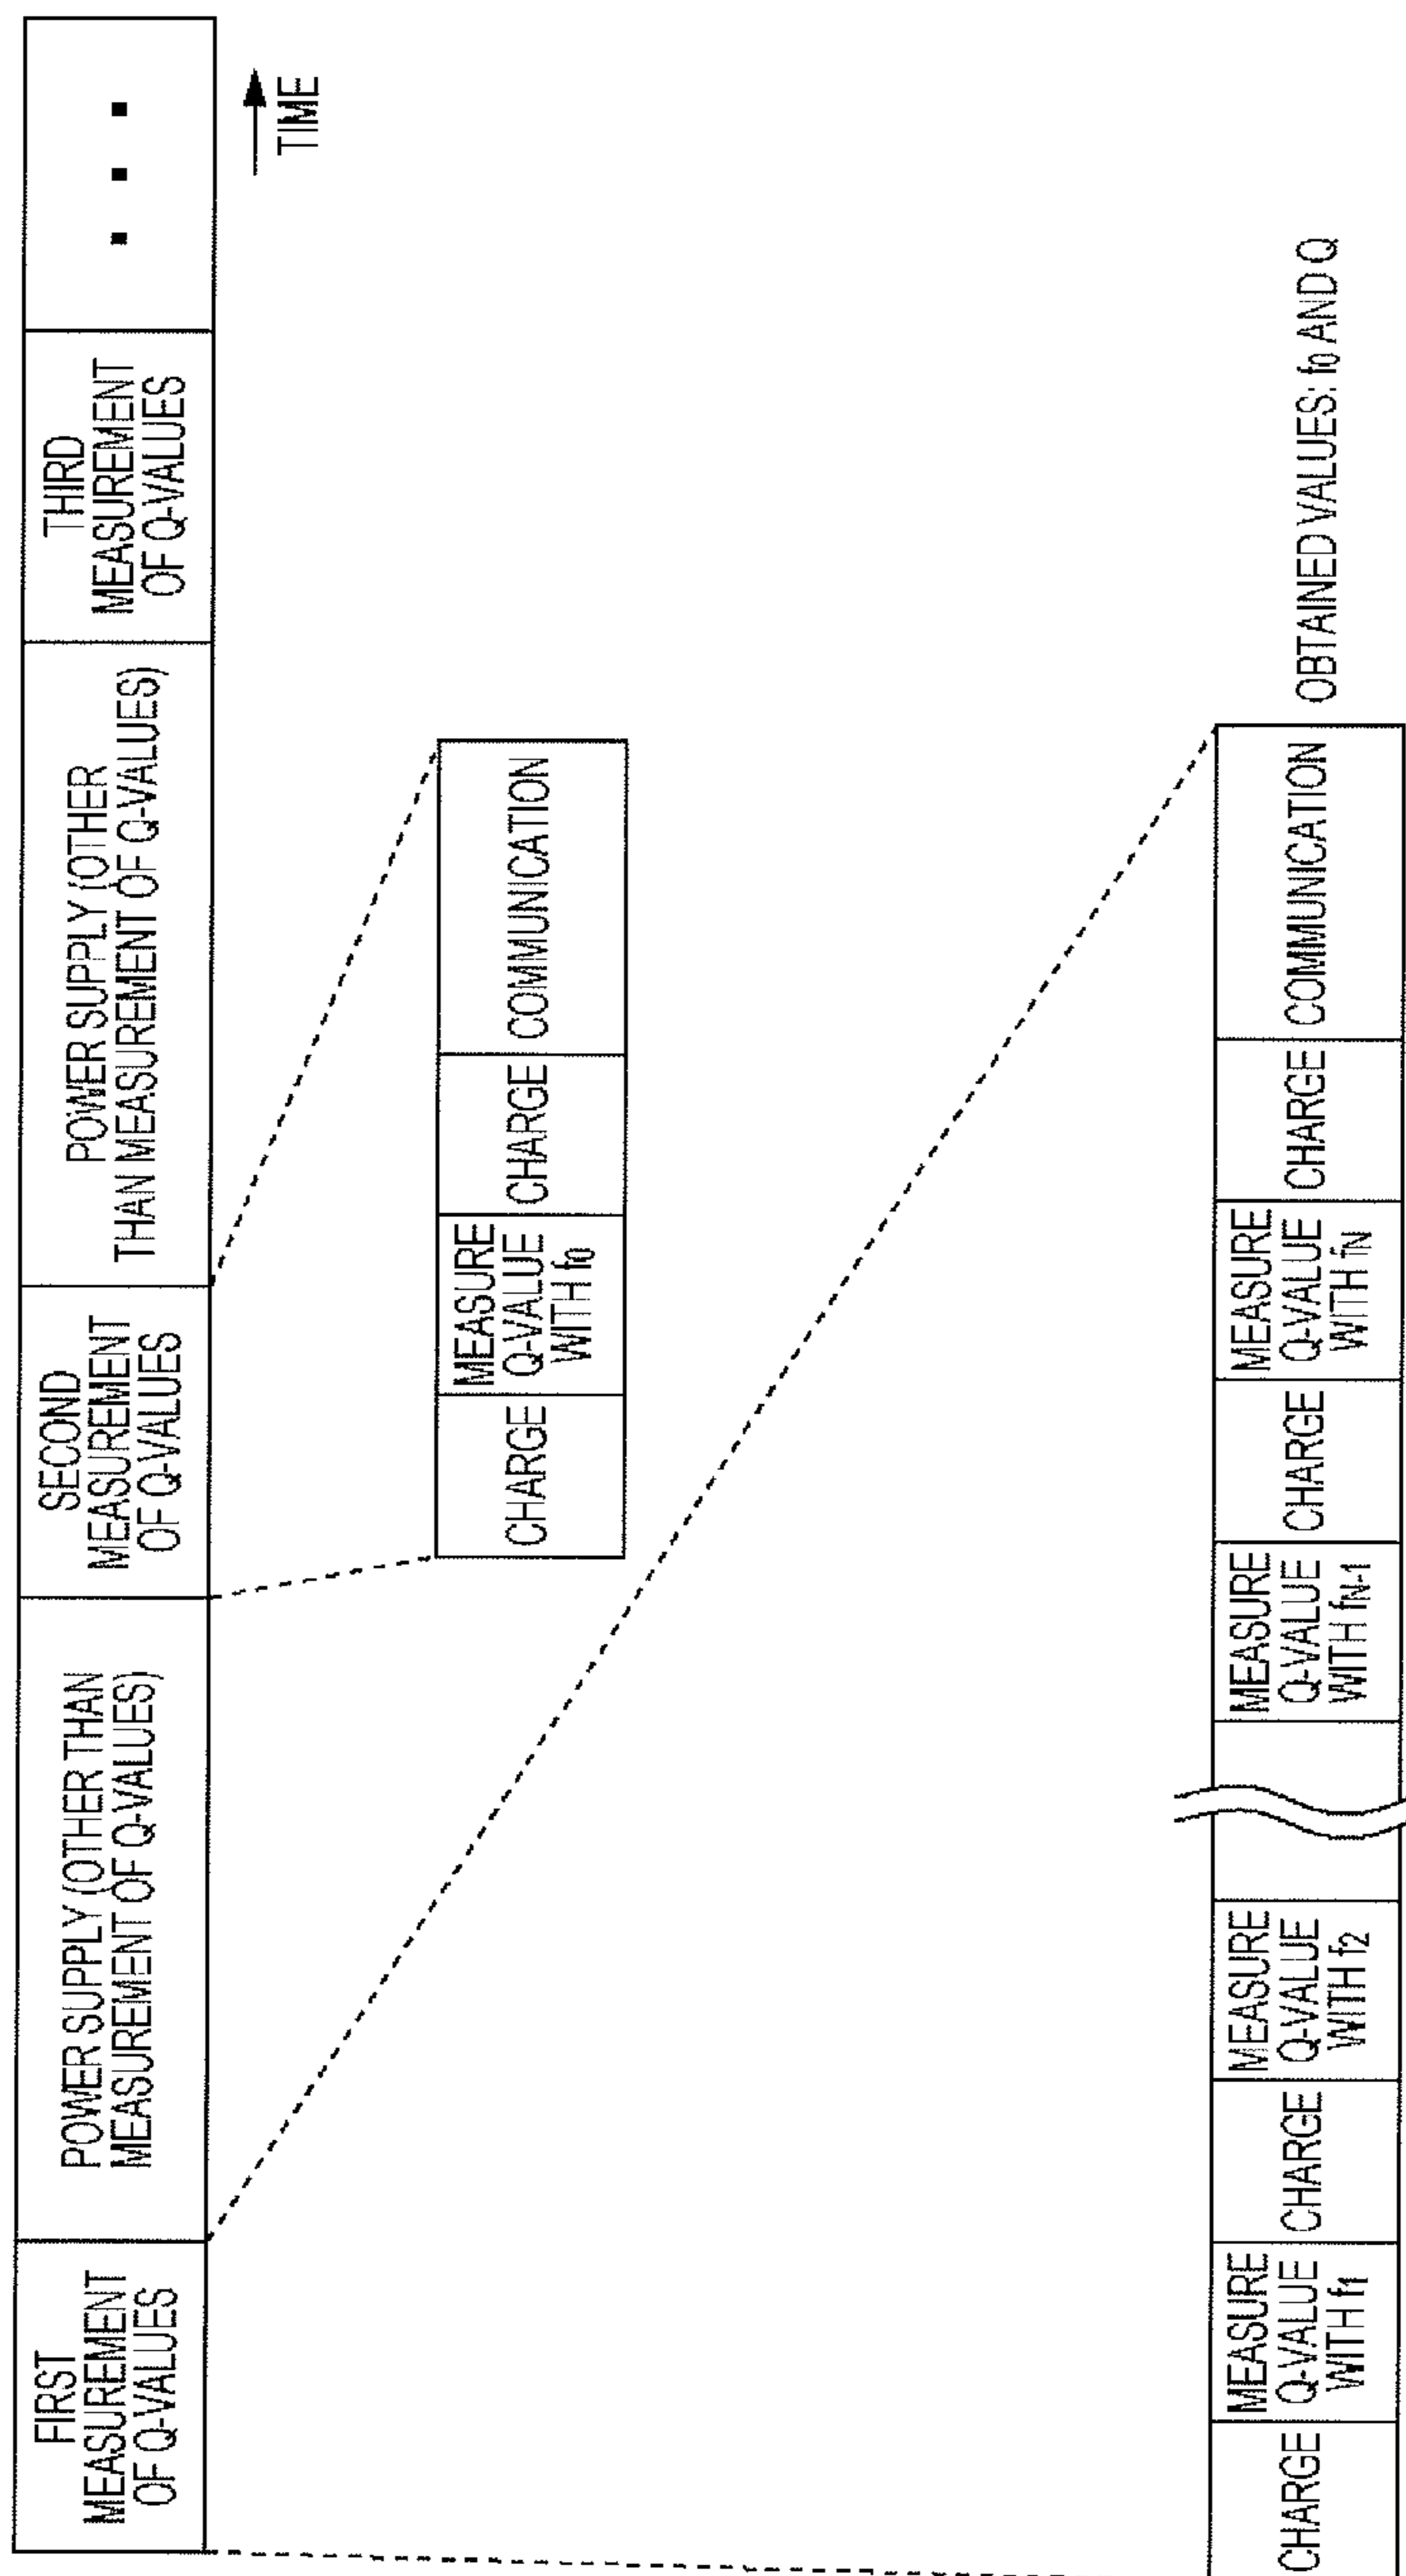 FIRST
MEASUREMENT
OF Q-VALUES
POWER SUPPLY (OTHER THAN
MEASUREMENT OF Q-VALUES)
SECOND
MEASUREMENT
OF Q-VALUES
POWER SUPPLY (OTHER
THAN MEASUREMENT OF Q-VALUES)
THIRD
MEASUREMENT
OF Q-VALUES
...
TIME
CHARGE
MEASURE
Q-VALUE
WITH f0
CHARGE
COMMUNICATION
CHARGE
MEASURE
Q-VALUE
WITH f1
CHARGE
MEASURE
Q-VALUE
WITH f2
MEASURE
Q-VALUE
WITH fN-1
CHARGE
MEASURE
Q-VALUE
WITH fN
CHARGE
COMMUNICATION
OBTAINED VALUES: f0 AND Q